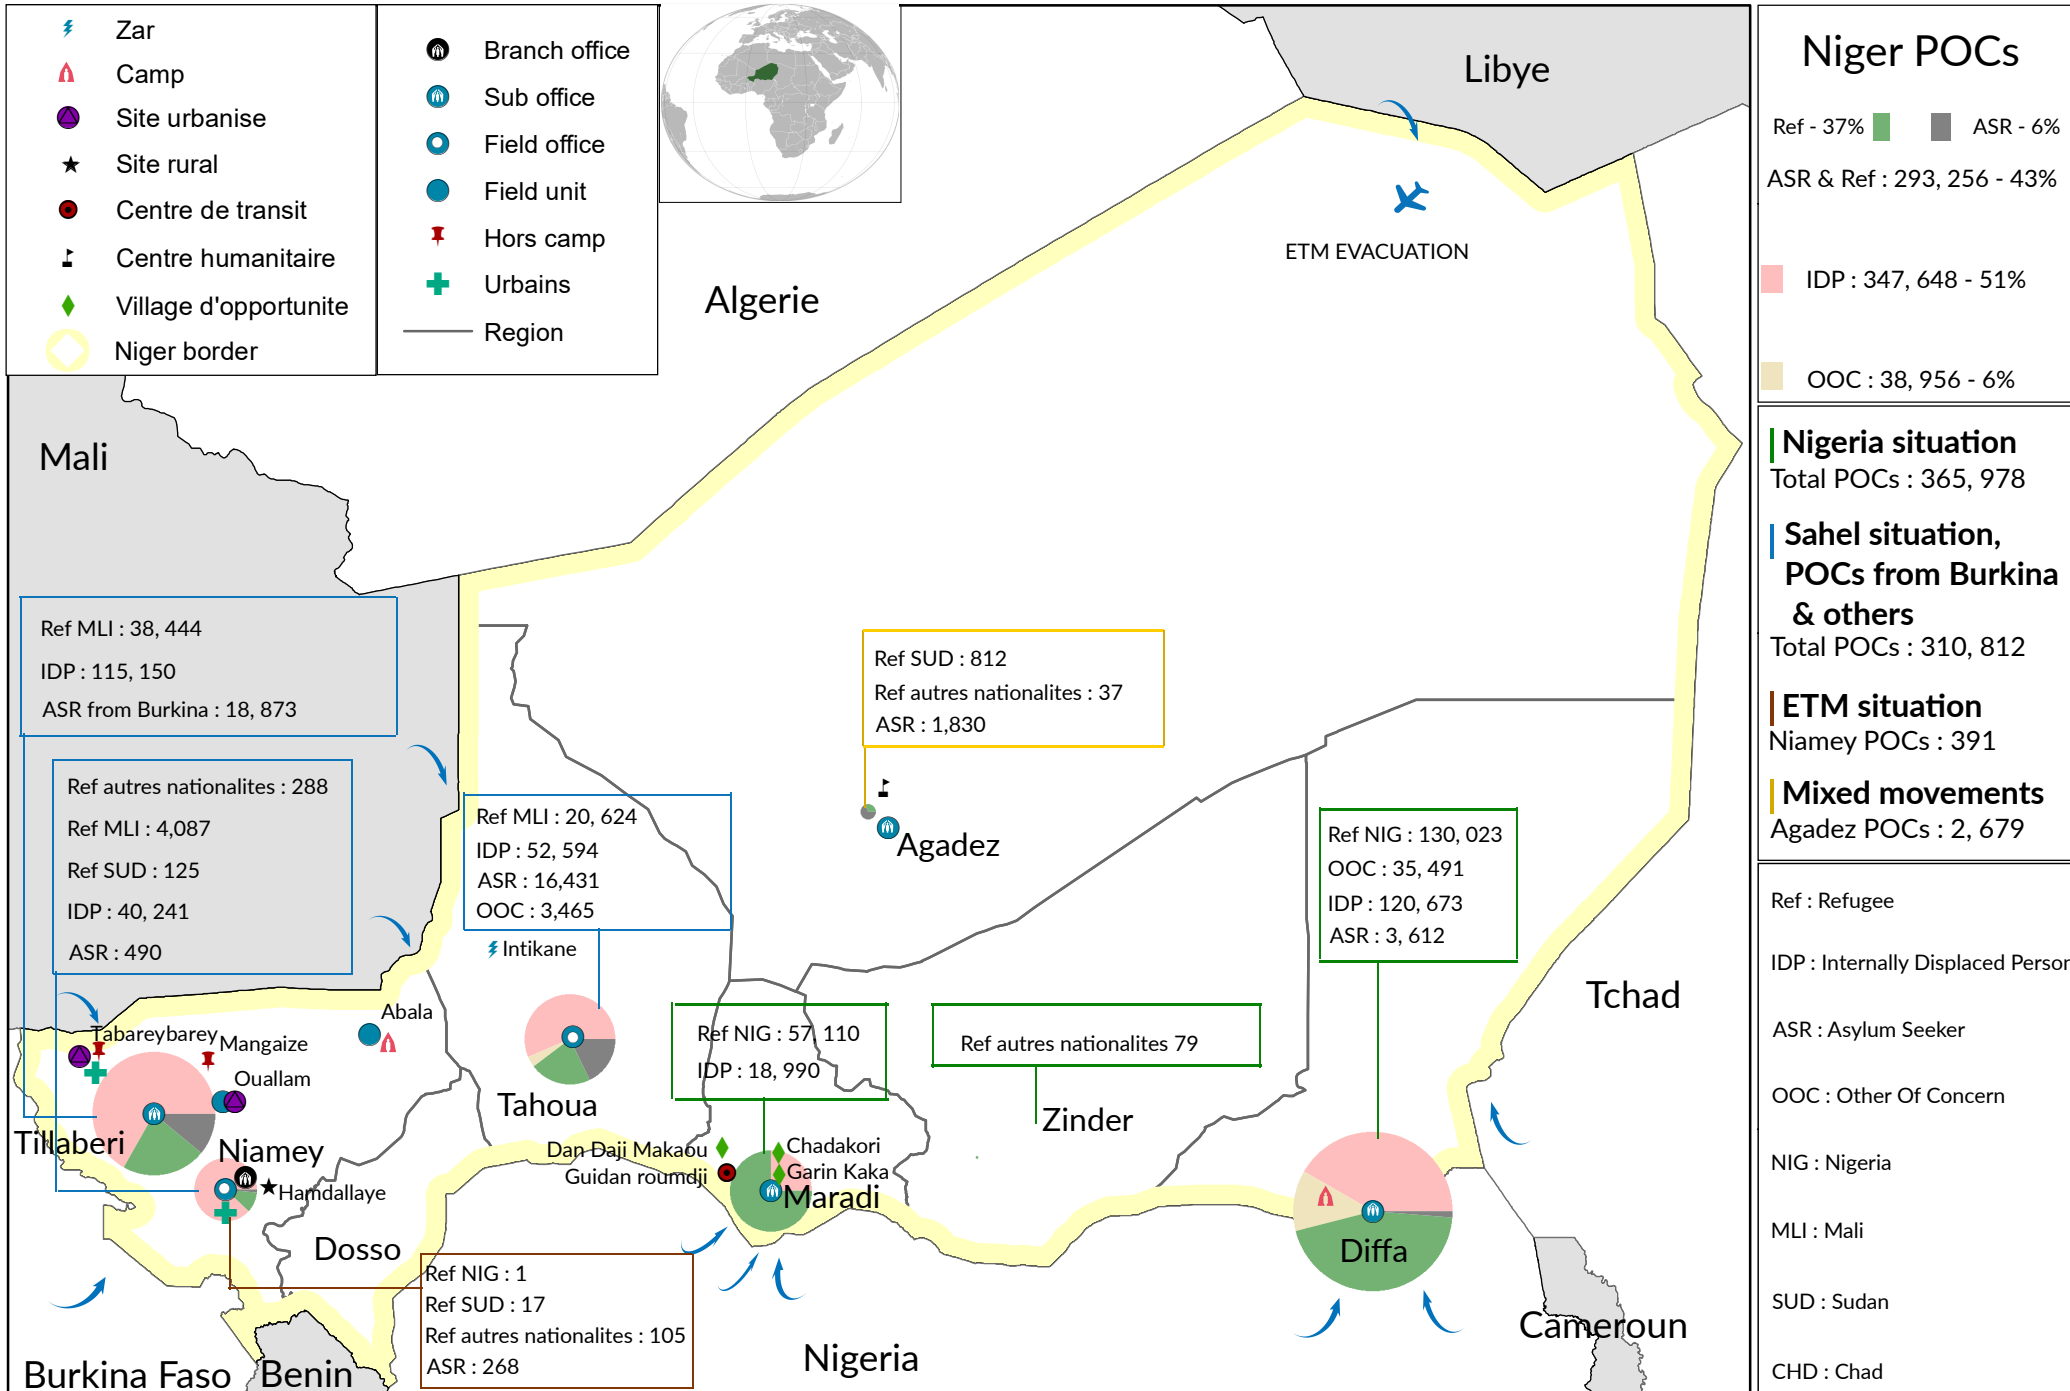 Zar
Camp
Site urbanise
Site rural
Centre de transit
Centre humanitaire
Village d'opportunite
Niger border
Branch office
Sub office
Field office
Field unit
Hors camp
Urbains
Region
Libye
Algerie
Mali
ETM EVACUATION
Niger POCs
Ref - 37%
ASR - 6%
ASR & Ref : 293, 256 - 43%
IDP : 347, 648 - 51%
OOC : 38, 956 - 6%
Nigeria situation
Total POCs : 365, 978
Sahel situation,
POCs from Burkina
& others
Total POCs : 310, 812
ETM situation
Niamey POCs : 391
Mixed movements
Agadez POCs : 2, 679
Ref : Refugee
IDP : Internally Displaced Person
ASR : Asylum Seeker
OOC : Other Of Concern
NIG : Nigeria
MLI : Mali
SUD : Sudan
CHD : Chad
Ref MLI : 38, 444
IDP : 115, 150
ASR from Burkina : 18, 873
Ref autres nationalites : 288
Ref MLI : 4,087
Ref SUD : 125
IDP : 40, 241
ASR : 490
Ref MLI : 20, 624
IDP : 52, 594
ASR : 16,431
OOC : 3,465
Intikane
Ref SUD : 812
Ref autres nationalites : 37
ASR : 1,830
Agadez
Ref NIG : 130, 023
OOC : 35, 491
IDP : 120, 673
ASR : 3, 612
Tchad
Abala
Tabareybarey
Mangaize
Ouallam
Tillaberi
Niamey
Hamdallaye
Tahoua
Ref NIG : 57, 110
IDP : 18, 990
Ref autres nationalites 79
Zinder
Dan Daji Makaou
Guidan roumdji
Chadakori
Garin Kaka
Maradi
Diffa
Dosso
Ref NIG : 1
Ref SUD : 17
Ref autres nationalites : 105
ASR : 268
Burkina Faso
Benin
Nigeria
Cameroun